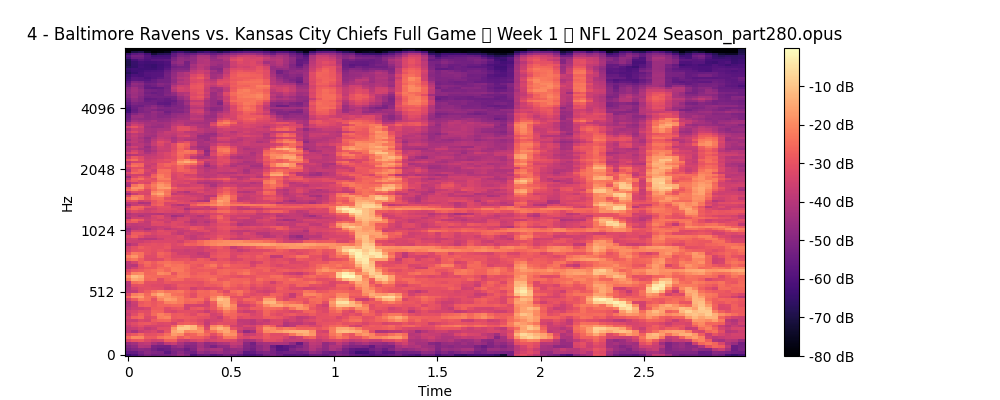 4 - Baltimore Ravens vs. Kansas City Chiefs Full Game ▯ Week 1 ▯ NFL 2024 Season_part280.opus
4096
2048
1024
512
0
Hz
0
0.5
1
1.5
2
2.5
Time
-10 dB
-20 dB
-30 dB
-40 dB
-50 dB
-60 dB
-70 dB
-80 dB